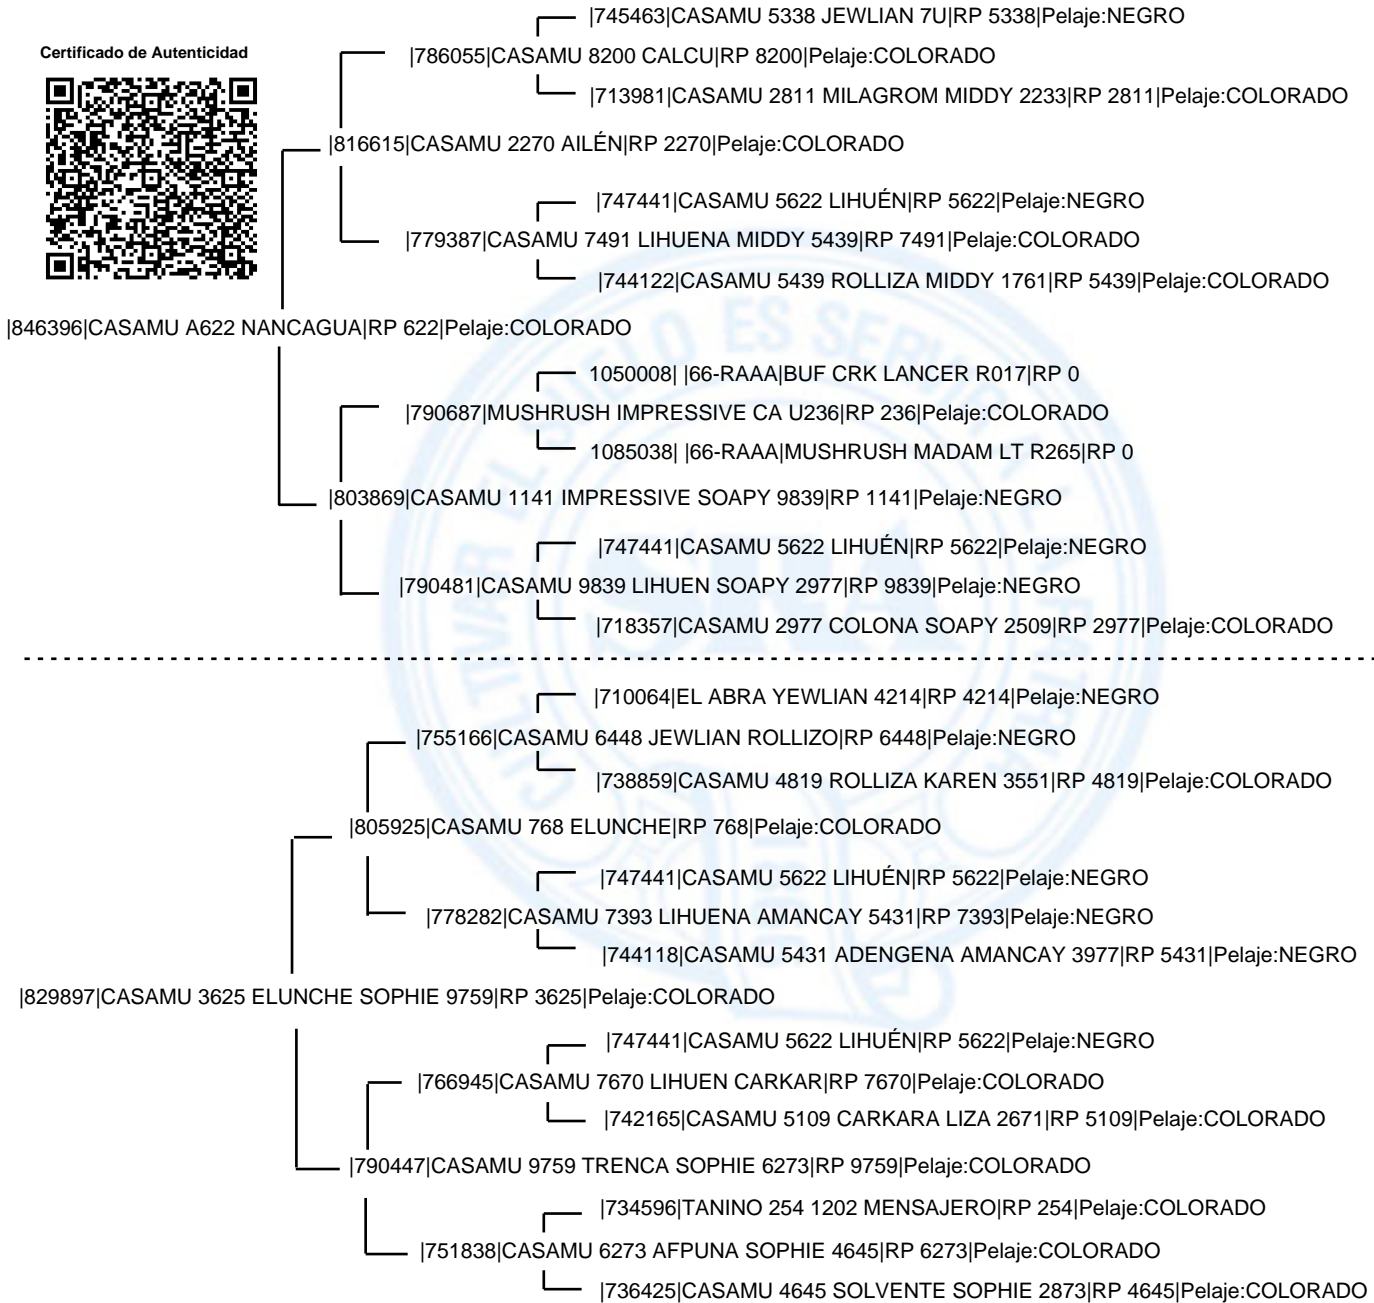 |745463|CASAMU 5338 JEWLIAN 7U|RP 5338|Pelaje:NEGRO
Certificado de Autenticidad
|786055|CASAMU 8200 CALCU|RP 8200|Pelaje:COLORADO
|713981|CASAMU 2811 MILAGROM MIDDY 2233|RP 2811|Pelaje:COLORADO
|816615|CASAMU 2270 AILÉN|RP 2270|Pelaje:COLORADO
|747441|CASAMU 5622 LIHUÉN|RP 5622|Pelaje:NEGRO
|779387|CASAMU 7491 LIHUENA MIDDY 5439|RP 7491|Pelaje:COLORADO
|744122|CASAMU 5439 ROLLIZA MIDDY 1761|RP 5439|Pelaje:COLORADO
|846396|CASAMU A622 NANCAGUA|RP 622|Pelaje:COLORADO
1050008| |66-RAAA|BUF CRK LANCER R017|RP 0
|790687|MUSHRUSH IMPRESSIVE CA U236|RP 236|Pelaje:COLORADO
1085038| |66-RAAA|MUSHRUSH MADAM LT R265|RP 0
|803869|CASAMU 1141 IMPRESSIVE SOAPY 9839|RP 1141|Pelaje:NEGRO
|747441|CASAMU 5622 LIHUÉN|RP 5622|Pelaje:NEGRO
|790481|CASAMU 9839 LIHUEN SOAPY 2977|RP 9839|Pelaje:NEGRO
|718357|CASAMU 2977 COLONA SOAPY 2509|RP 2977|Pelaje:COLORADO
|710064|EL ABRA YEWLIAN 4214|RP 4214|Pelaje:NEGRO
|755166|CASAMU 6448 JEWLIAN ROLLIZO|RP 6448|Pelaje:NEGRO
|738859|CASAMU 4819 ROLLIZA KAREN 3551|RP 4819|Pelaje:COLORADO
|805925|CASAMU 768 ELUNCHE|RP 768|Pelaje:COLORADO
|747441|CASAMU 5622 LIHUÉN|RP 5622|Pelaje:NEGRO
|778282|CASAMU 7393 LIHUENA AMANCAY 5431|RP 7393|Pelaje:NEGRO
|744118|CASAMU 5431 ADENGENA AMANCAY 3977|RP 5431|Pelaje:NEGRO
|829897|CASAMU 3625 ELUNCHE SOPHIE 9759|RP 3625|Pelaje:COLORADO
|747441|CASAMU 5622 LIHUÉN|RP 5622|Pelaje:NEGRO
|766945|CASAMU 7670 LIHUEN CARKAR|RP 7670|Pelaje:COLORADO
|742165|CASAMU 5109 CARKARA LIZA 2671|RP 5109|Pelaje:COLORADO
|790447|CASAMU 9759 TRENCA SOPHIE 6273|RP 9759|Pelaje:COLORADO
|734596|TANINO 254 1202 MENSAJERO|RP 254|Pelaje:COLORADO
|751838|CASAMU 6273 AFPUNA SOPHIE 4645|RP 6273|Pelaje:COLORADO
|736425|CASAMU 4645 SOLVENTE SOPHIE 2873|RP 4645|Pelaje:COLORADO
CULTIVAR EL SUELO ES SERVIR A LA PATRIA
SRA
1866